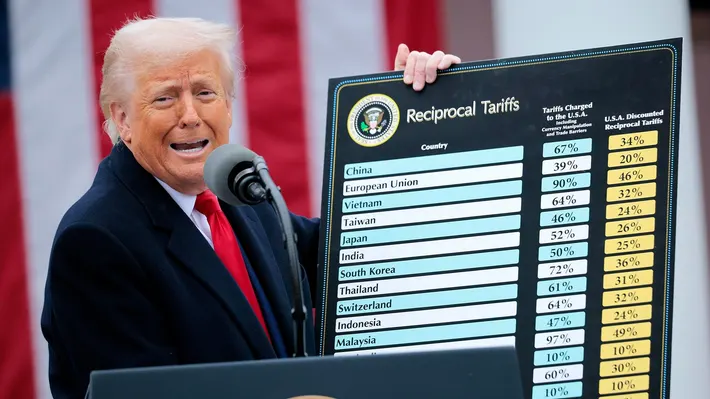 Reciprocal Tariffs
Country
Tariffs Charged
to the U.S.A.
Including
Currency Manipulation
and Trade Barriers
U.S.A. Discounted
Reciprocal Tariffs
China 67% 34%
European Union 39% 20%
Vietnam 90% 46%
Taiwan 64% 32%
Japan 46% 24%
India 52% 26%
South Korea 50% 25%
Thailand 72% 36%
Switzerland 61% 31%
Indonesia 64% 32%
Malaysia 47% 24%
97% 49%
10% 10%
60% 30%
10% 10%